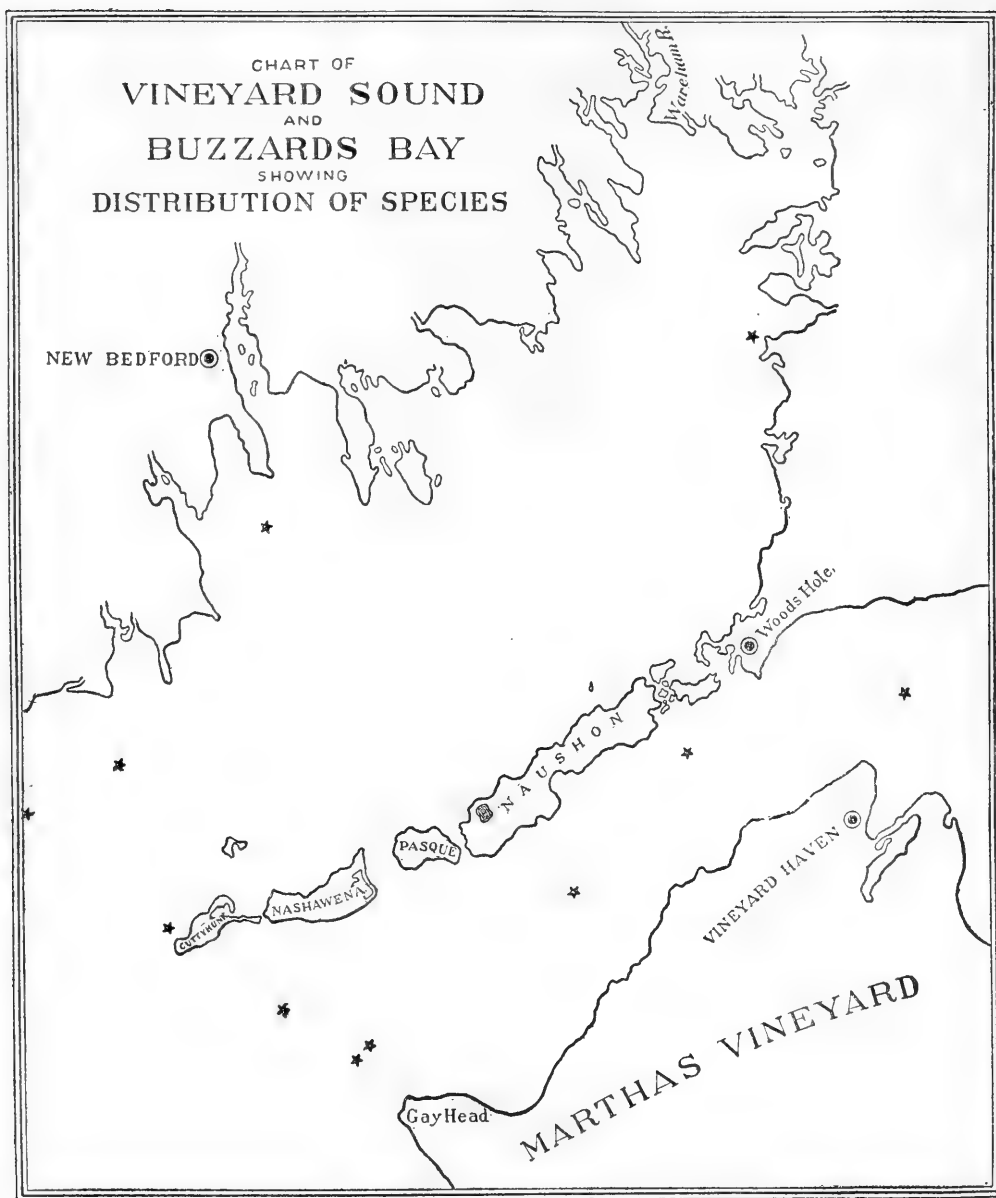 CHART OF
VINEYARD SOUND
AND
BUZZARDS BAY
SHOWING
DISTRIBUTION OF SPECIES
Wareham R.
NEW BEDFORD
Woods Hole.
NAUSHON
PASQUE
NASHAWENA
CUTTYHUNK
VINEYARD HAVEN
MARTHAS VINEYARD
Gay Head